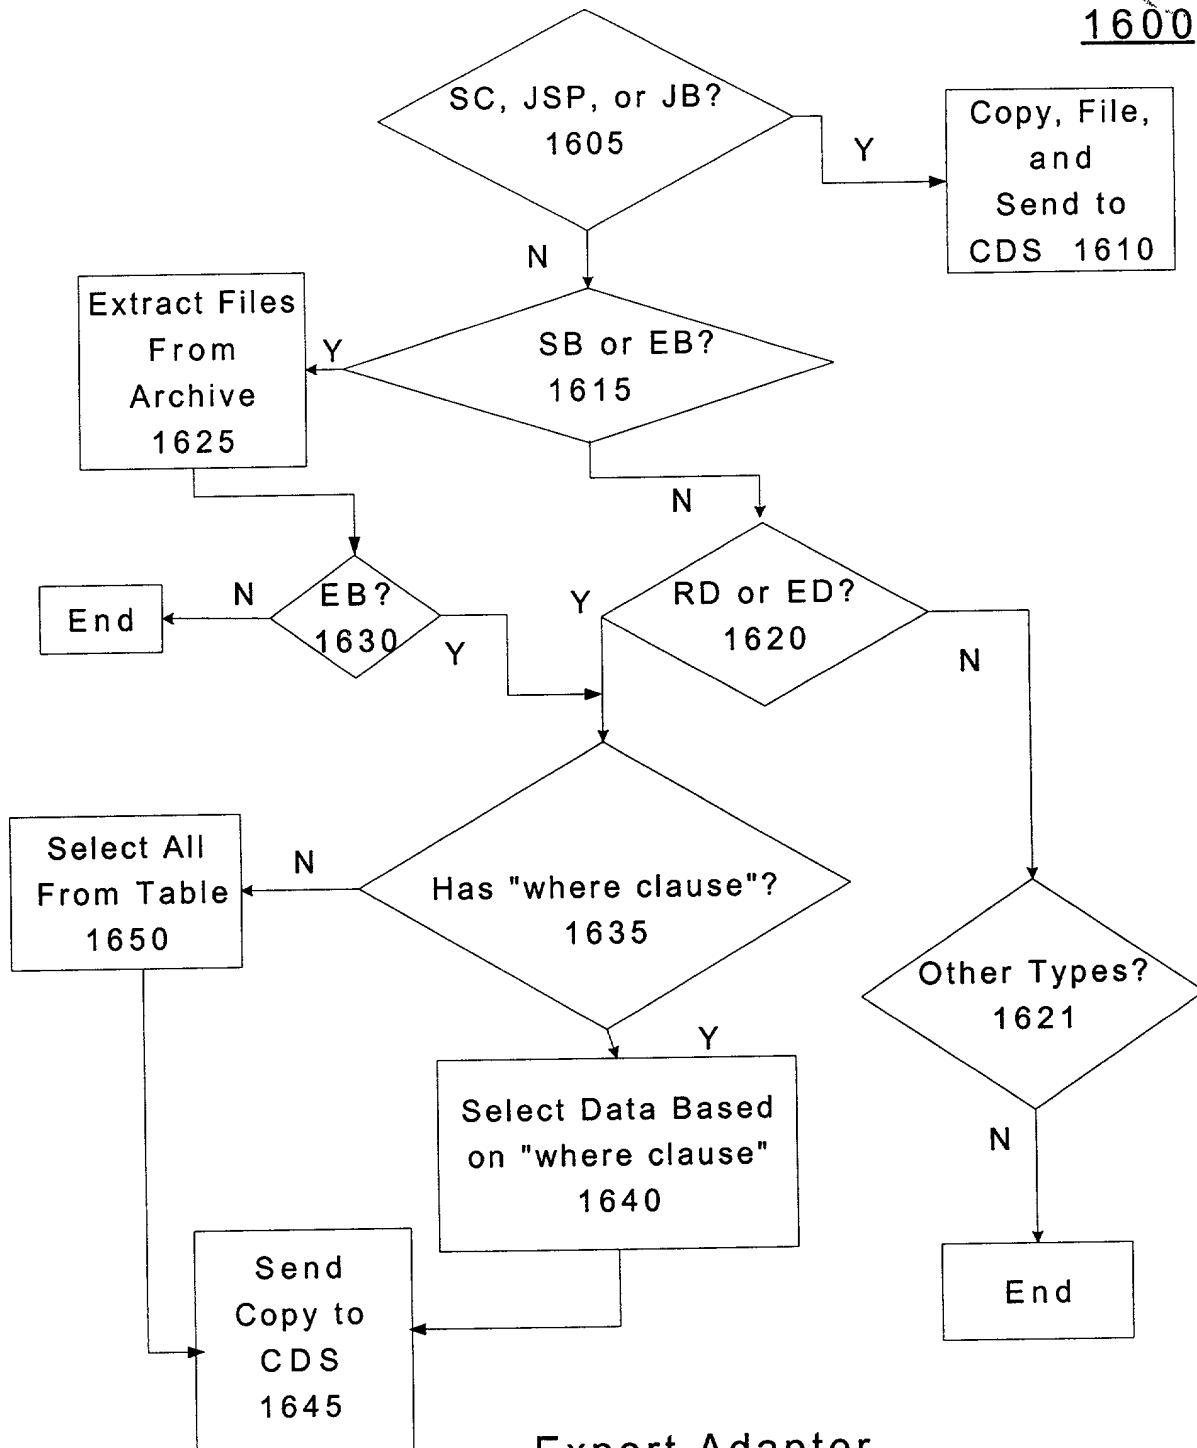 1600
SC, JSP, or JB?
1605
Y
Copy, File,
and
Send to
CDS 1610
N
Extract Files
From
Archive
1625
Y
SB or EB?
1615
N
End
N
EB?
1630
Y
Y
RD or ED?
1620
N
Select All
From Table
1650
N
Has "where clause"?
1635
Other Types?
1621
Y
Select Data Based
on "where clause"
1640
N
Send
Copy to
CDS
1645
End
Export Adapter